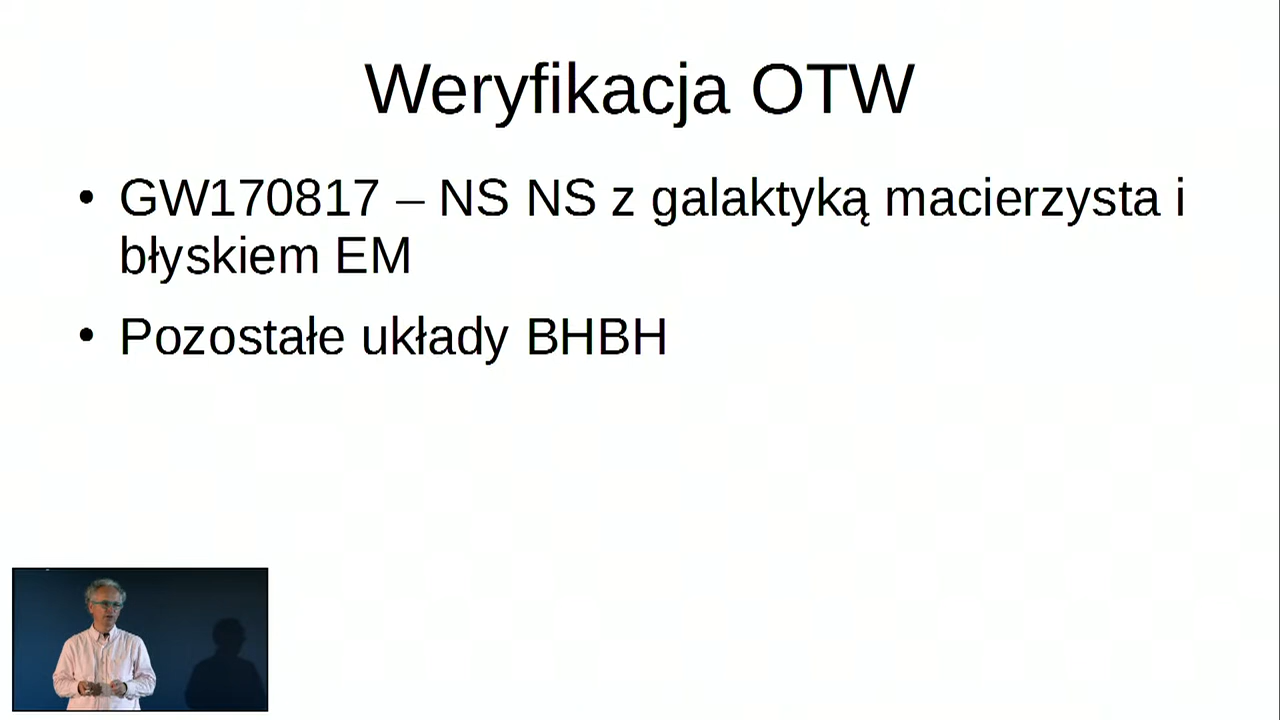 Weryfikacja OTW
• GW170817 – NS NS z galaktyką macierzysta i
błyskiem EM
• Pozostałe układy BHBH